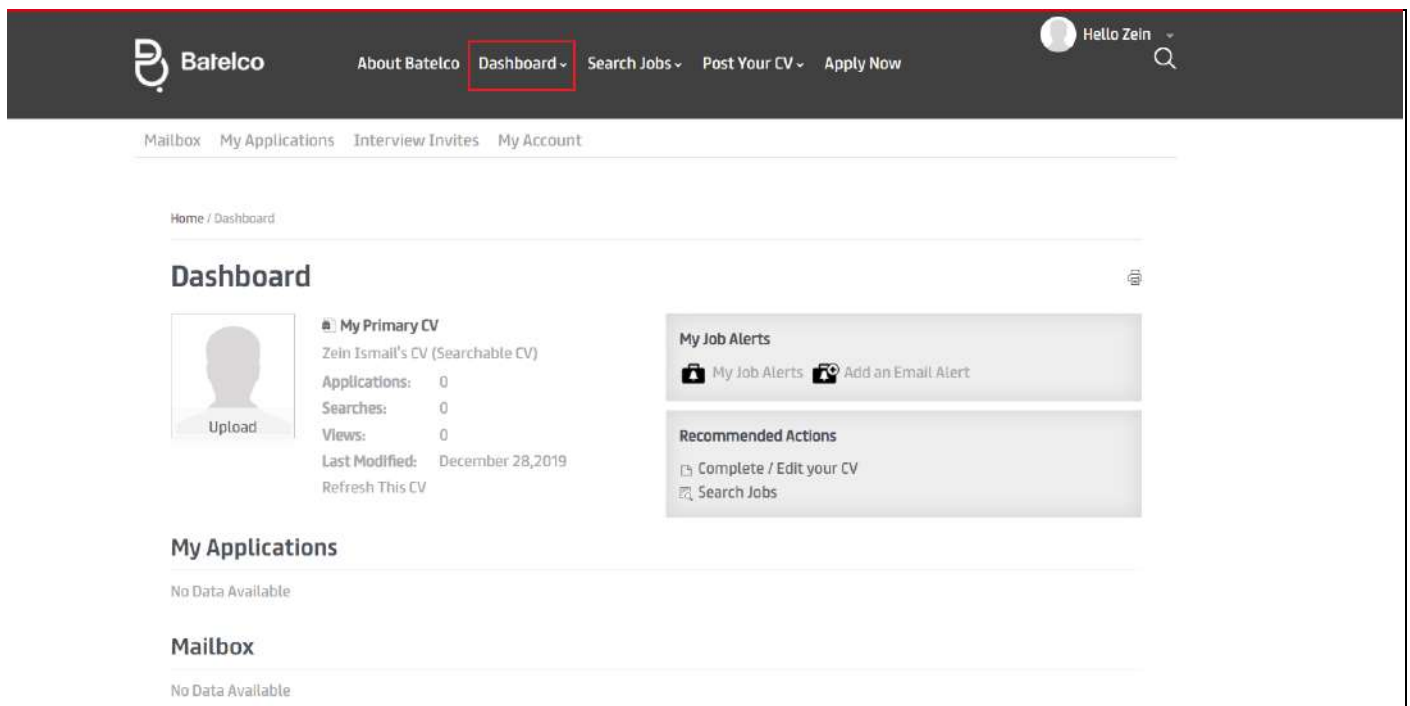 Hello Zein
Batelco
About Batelco Dashboard Search Jobs Post Your CV Apply Now
Mailbox My Applications Interview Invites My Account
Home / Dashboard
Dashboard
Upload
My Primary CV
Zein Ismail's CV (Searchable CV)
Applications: 0
Searches: 0
Views: 0
Last Modified: December 28,2019
Refresh This CV
My Job Alerts
My Job Alerts Add an Email Alert
Recommended Actions
Complete / Edit your CV
Search Jobs
My Applications
No Data Available
Mailbox
No Data Available